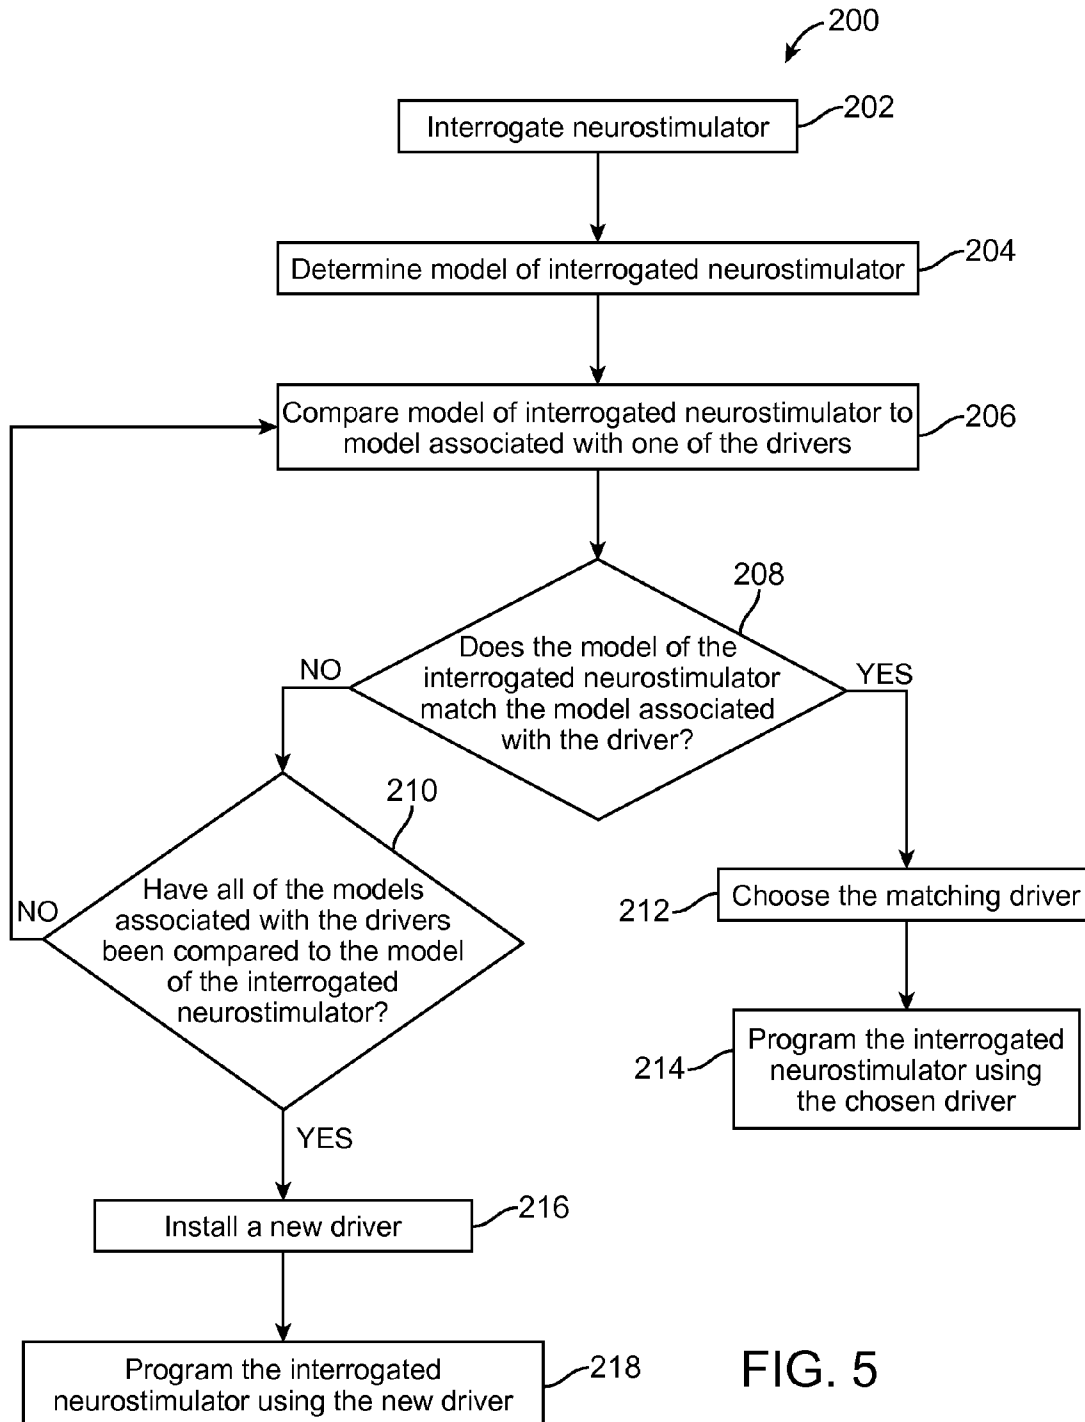 200
Interrogate neurostimulator
202
Determine model of interrogated neurostimulator
204
Compare model of interrogated neurostimulator to
model associated with one of the drivers
206
208
Does the model of the
interrogated neurostimulator
match the model associated
with the driver?
NO
YES
210
Have all of the models
associated with the drivers
been compared to the model
of the interrogated
neurostimulator?
NO
YES
212
Choose the matching driver
214
Program the interrogated
neurostimulator using
the chosen driver
Install a new driver
216
Program the interrogated
neurostimulator using the new driver
218
FIG. 5